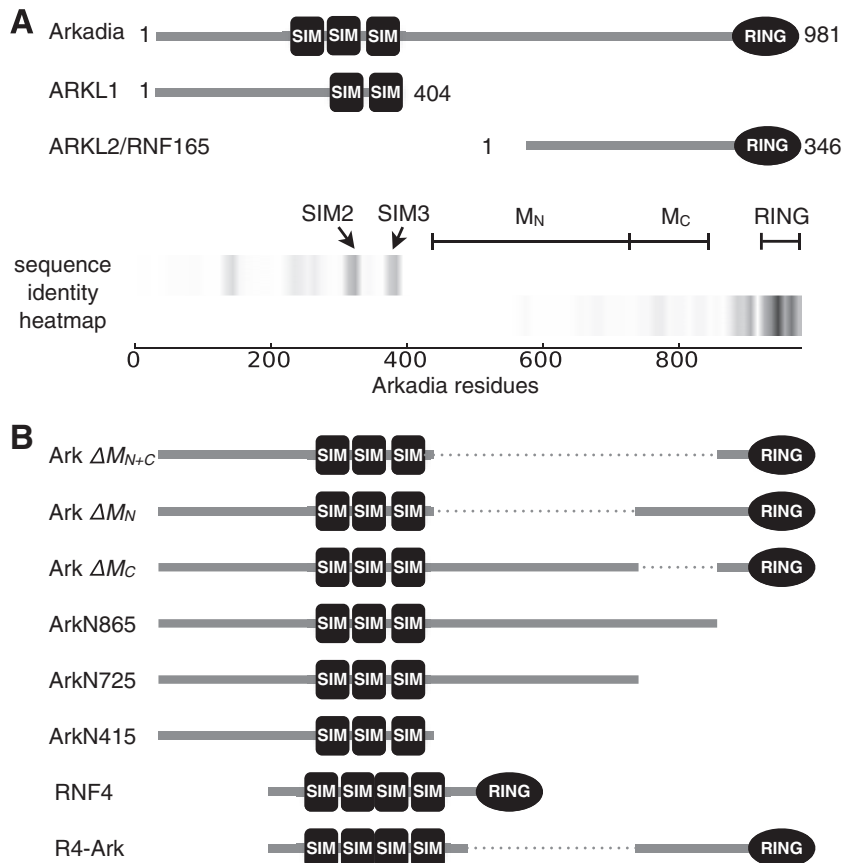 A
Arkadia 1 SIM SIM SIM RING 981
ARKL1 1 SIM SIM 404
ARKL2/RNF165 1 RING 346
SIM2 SIM3 MN MC RING
sequence
identity
heatmap
0 200 400 600 800
Arkadia residues
B
Ark ΔMN+C SIM SIM SIM RING
Ark ΔMN SIM SIM SIM RING
Ark ΔMC SIM SIM SIM RING
ArkN865 SIM SIM SIM
ArkN725 SIM SIM SIM
ArkN415 SIM SIM SIM
RNF4 SIM SIM SIM SIM RING
R4-Ark SIM SIM SIM SIM RING